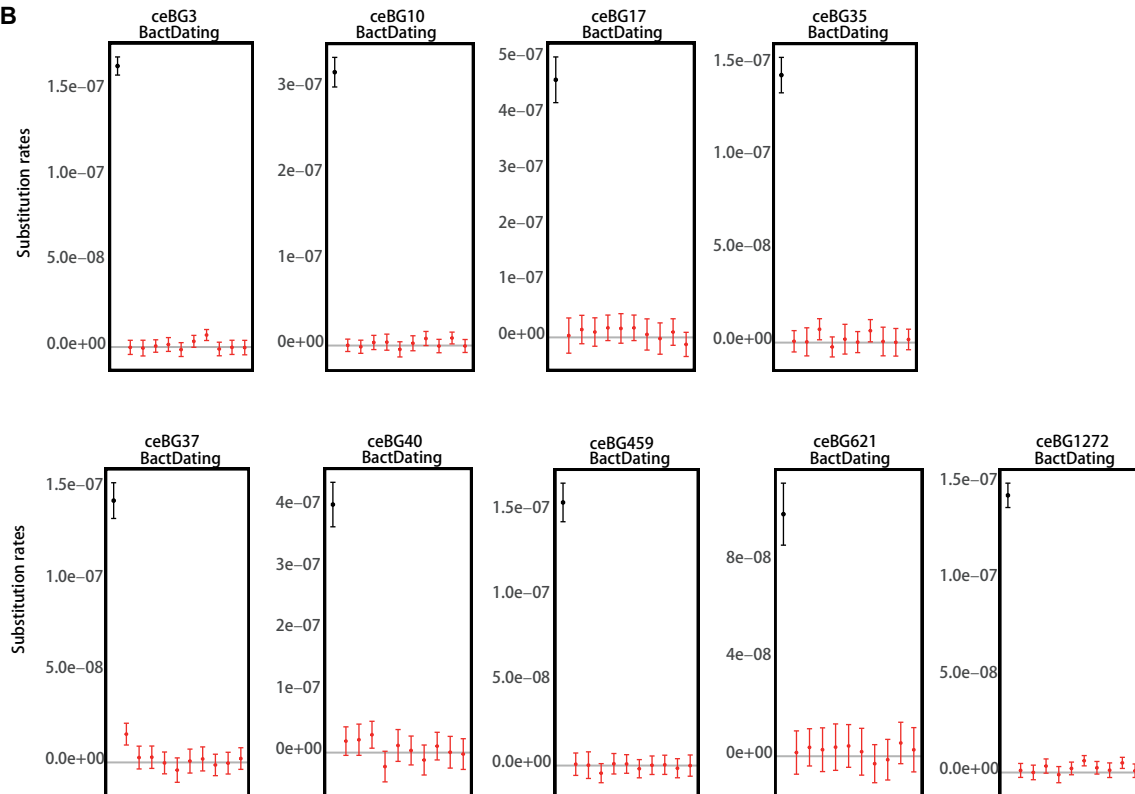 B
ceBG3
BactDating
ceBG10
BactDating
ceBG17
BactDating
ceBG35
BactDating
Substitution rates
1.5e−07
1.0e−07
5.0e−08
0.0e+00
3e−07
2e−07
1e−07
0e+00
5e−07
4e−07
3e−07
2e−07
1e−07
0e+00
1.5e−07
1.0e−07
5.0e−08
0.0e+00
ceBG37
BactDating
ceBG40
BactDating
ceBG459
BactDating
ceBG621
BactDating
ceBG1272
BactDating
Substitution rates
1.5e−07
1.0e−07
5.0e−08
0.0e+00
4e−07
3e−07
2e−07
1e−07
0e+00
1.5e−07
1.0e−07
5.0e−08
0.0e+00
8e−08
4e−08
0e+00
1.5e−07
1.0e−07
5.0e−08
0.0e+00